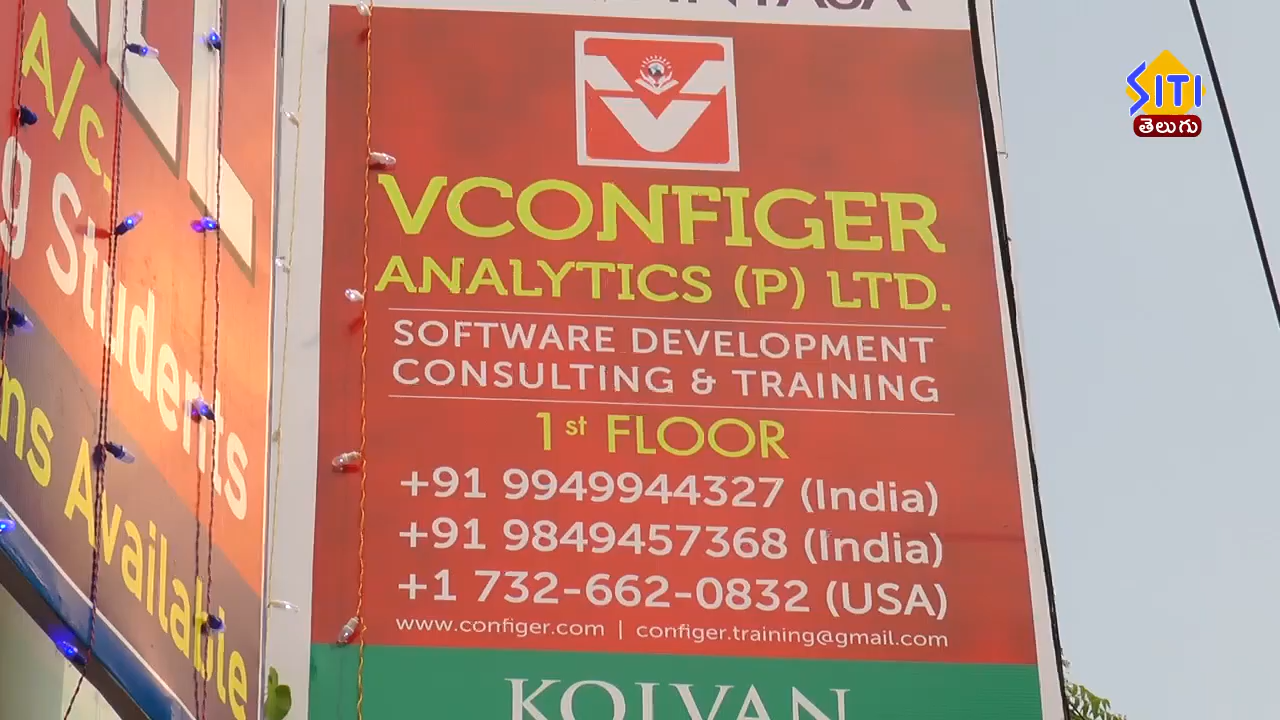 A/c.
Students
Available
VCONFIGER
ANALYTICS (P) LTD.
SOFTWARE DEVELOPMENT
CONSULTING & TRAINING
1st FLOOR
+91 9949944327 (India)
+91 9849457368 (India)
+1 732-662-0832 (USA)
www.configer.com | configer.training@gmail.com
KOLVAN
SITI
తెలుగు